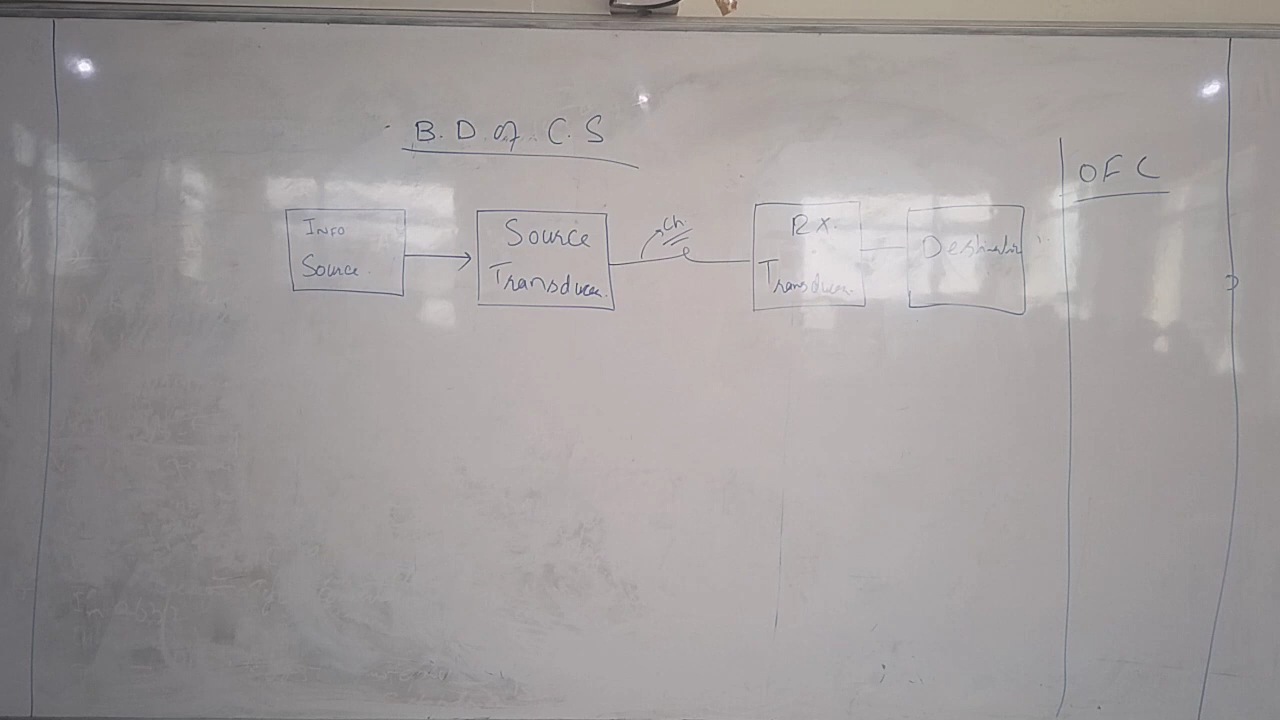 B. D. of C. S
OFC
Info
Source
Source
Transducer
ch
RX.
Transducer
Destination